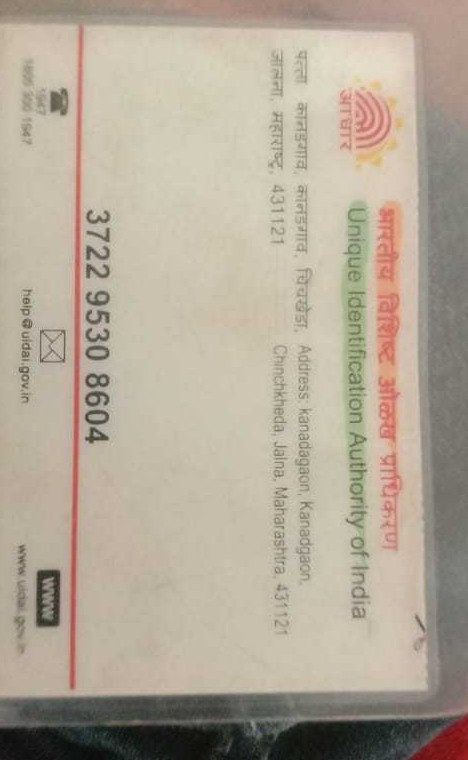 आधार
भारतीय विशिष्ट ओळख प्राधिकरण
Unique Identification Authority of India
पत्ता कानडगाव, कानडगाव, चिंचखेडा,
जालना, महाराष्ट्र, 431121
Address: kanadagaon, Kanadgaon,
Chinchkheda, Jalna, Maharashtra, 431121
3722 9530 8604
1947
1800 300 1947
help@uidai.gov.in
www
www.uidai.gov.in